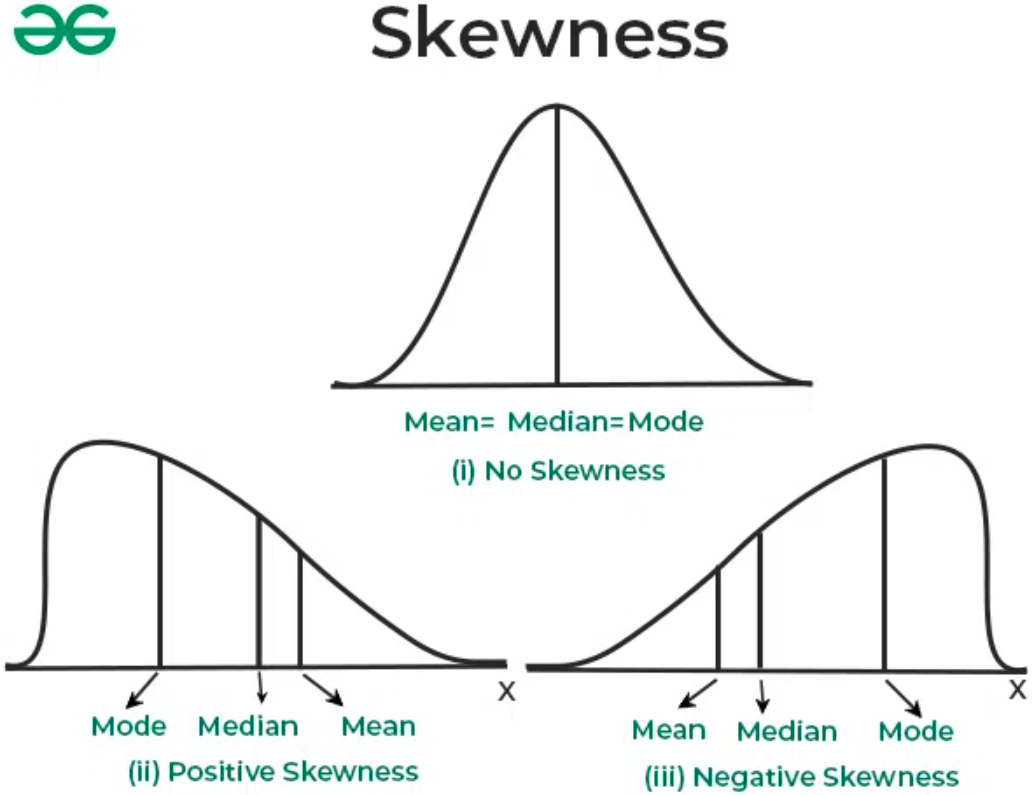 Skewness
Mean= Median=Mode
(i) No Skewness
X
Mode Median Mean
(ii) Positive Skewness
X
Mean Median Mode
(iii) Negative Skewness